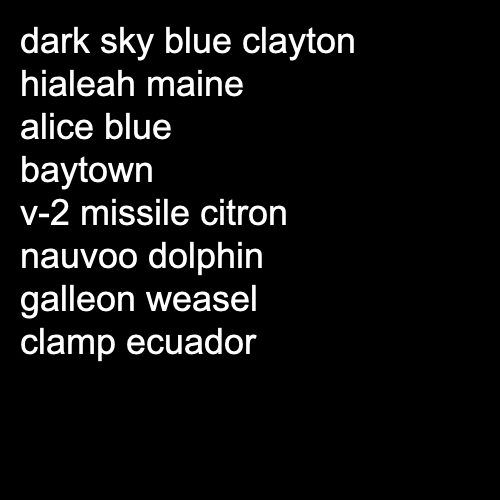 dark sky blue clayton
hialeah maine
alice blue
baytown
v-2 missile citron
nauvoo dolphin
galleon weasel
clamp ecuador